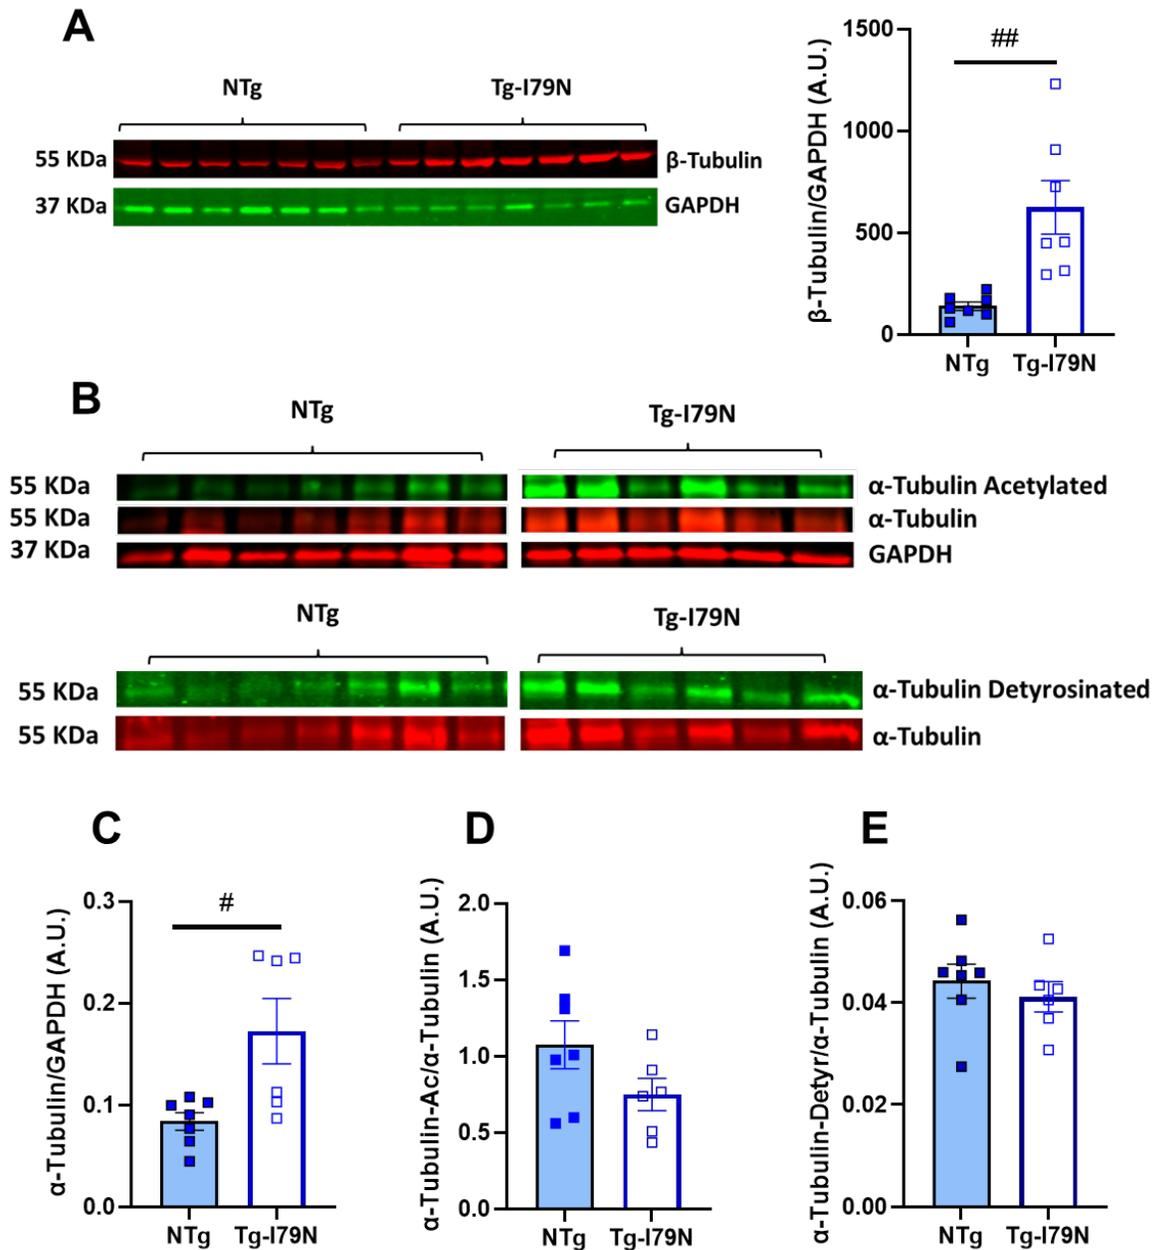 A
NTg
Tg-I79N
55 KDa
β-Tubulin
37 KDa
GAPDH
β-Tubulin/GAPDH (A.U.)
1500
1000
500
0
##
NTg
Tg-I79N
B
NTg
Tg-I79N
55 KDa
α-Tubulin Acetylated
55 KDa
α-Tubulin
37 KDa
GAPDH
NTg
Tg-I79N
55 KDa
α-Tubulin Detyrosinated
55 KDa
α-Tubulin
C
α-Tubulin/GAPDH (A.U.)
0.3
0.2
0.1
0.0
#
NTg
Tg-I79N
D
α-Tubulin-Ac/α-Tubulin (A.U.)
2.0
1.5
1.0
0.5
0.0
NTg
Tg-I79N
E
α-Tubulin-Detyr/α-Tubulin (A.U.)
0.06
0.04
0.02
0.00
NTg
Tg-I79N